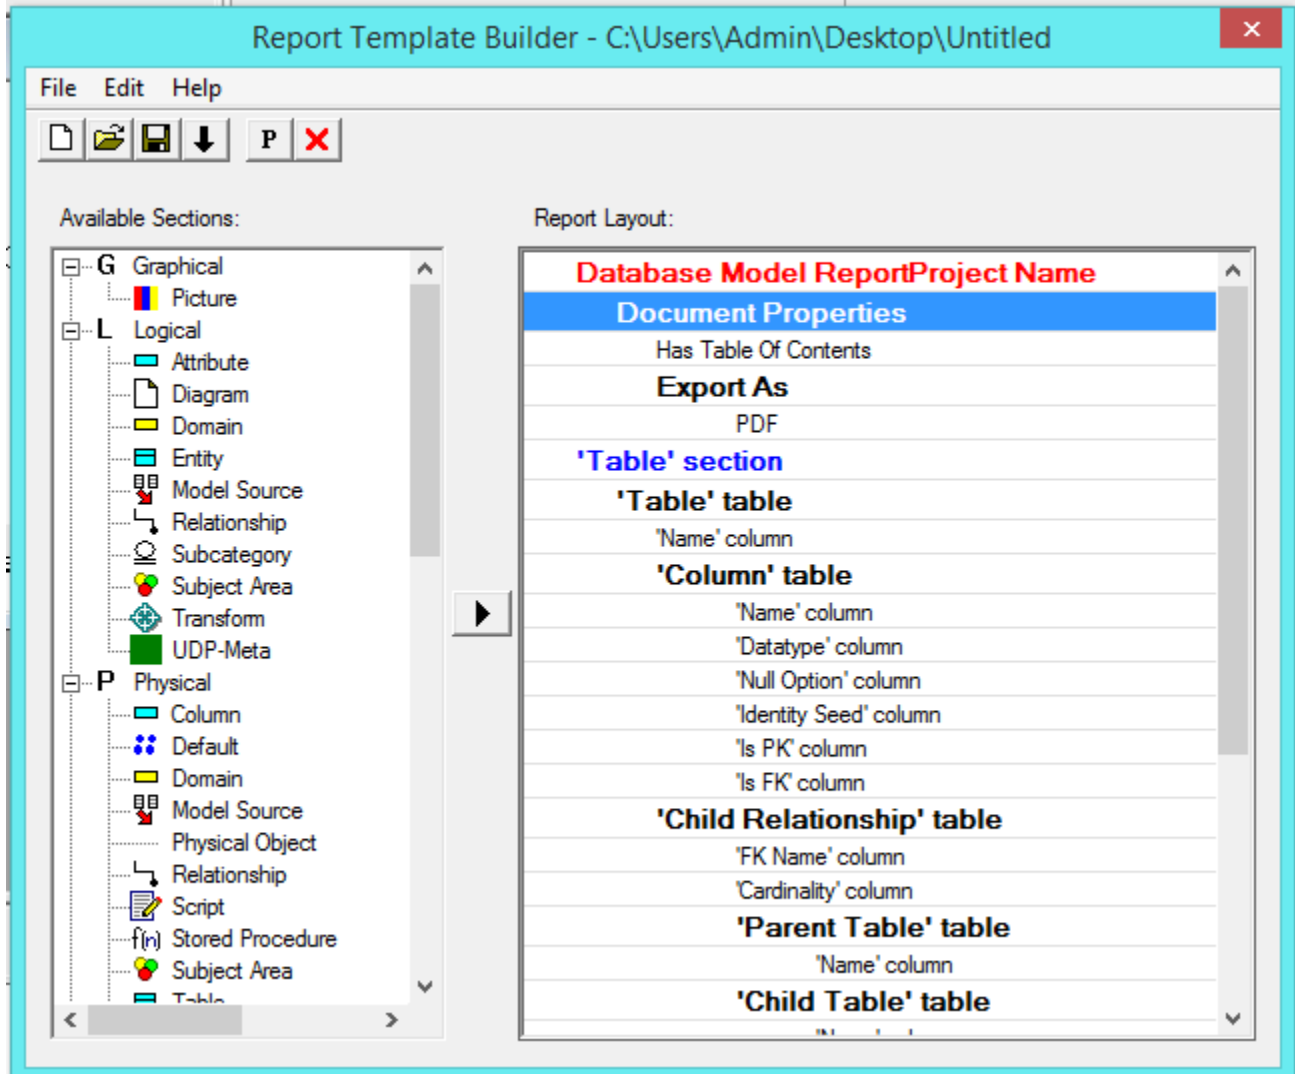 Report Template Builder - C:\Users\Admin\Desktop\Untitled
File Edit Help
P
Available Sections:
G Graphical
Picture
L Logical
Attribute
Diagram
Domain
Entity
Model Source
Relationship
Subcategory
Subject Area
Transform
UDP-Meta
P Physical
Column
Default
Domain
Model Source
Physical Object
Relationship
Script
f(n) Stored Procedure
Subject Area
Table
Report Layout:
Database Model ReportProject Name
Document Properties
Has Table Of Contents
Export As
PDF
'Table' section
'Table' table
'Name' column
'Column' table
'Name' column
'Datatype' column
'Null Option' column
'Identity Seed' column
'Is PK' column
'Is FK' column
'Child Relationship' table
'FK Name' column
'Cardinality' column
'Parent Table' table
'Name' column
'Child Table' table